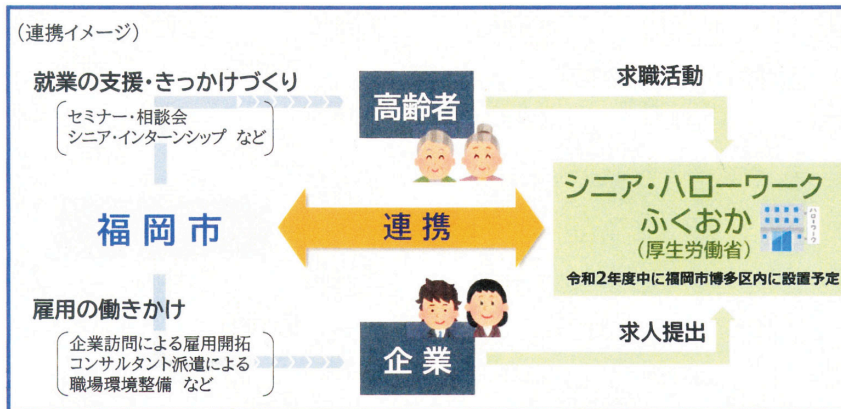 (連携イメージ)
就業の支援・きっかけづくり
セミナー・相談会
シニア・インターンシップ など
高齢者
求職活動
福岡市
連携
シニア・ハローワーク
ふくおか
(厚生労働省)
ハローワーク
令和2年度中に福岡市博多区内に設置予定
雇用の働きかけ
企業訪問による雇用開拓
コンサルタント派遣による
職場環境整備 など
企業
求人提出